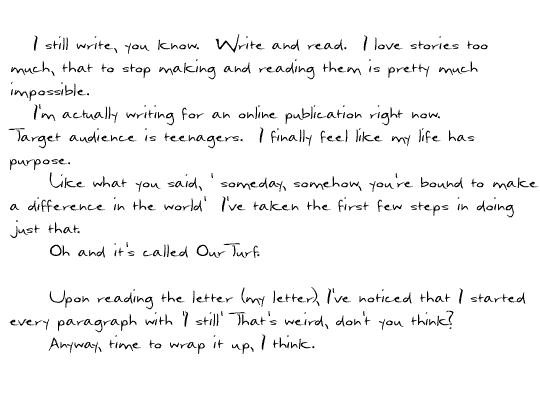 I still write, you know. Write and read. I love stories too
much, that to stop making and reading them is pretty much
impossible.
I'm actually writing for an online publication right now.
Target audience is teenagers. I finally feel like my life has
purpose.
Like what you said, ' someday, somehow, you're bound to make
a difference in the world' I've taken the first few steps in doing
just that.
Oh and it's called OurTurf.
Upon reading the letter (my letter), I've noticed that I started
every paragraph with 'I still' That's weird, don't you think?
Anyway, time to wrap it up, I think.